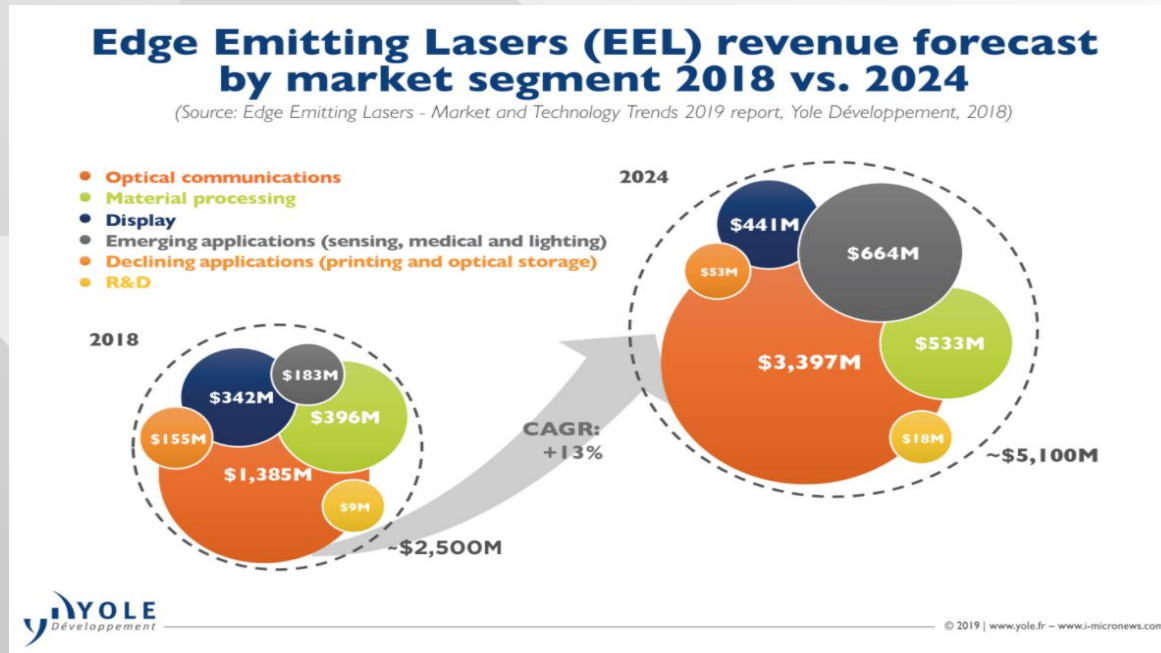 Edge Emitting Lasers (EEL) revenue forecast
by market segment 2018 vs. 2024
(Source: Edge Emitting Lasers - Market and Technology Trends 2019 report, Yole Développement, 2018)
Optical communications
Material processing
Display
Emerging applications (sensing, medical and lighting)
Declining applications (printing and optical storage)
R&D
2018
$183M
$342M
$396M
$155M
$1,385M
$9M
~$2,500M
CAGR:
+13%
2024
$441M
$664M
$53M
$533M
$3,397M
$18M
~$5,100M
YOLE
Développement
© 2019 | www.yole.fr – www.i-micronews.com